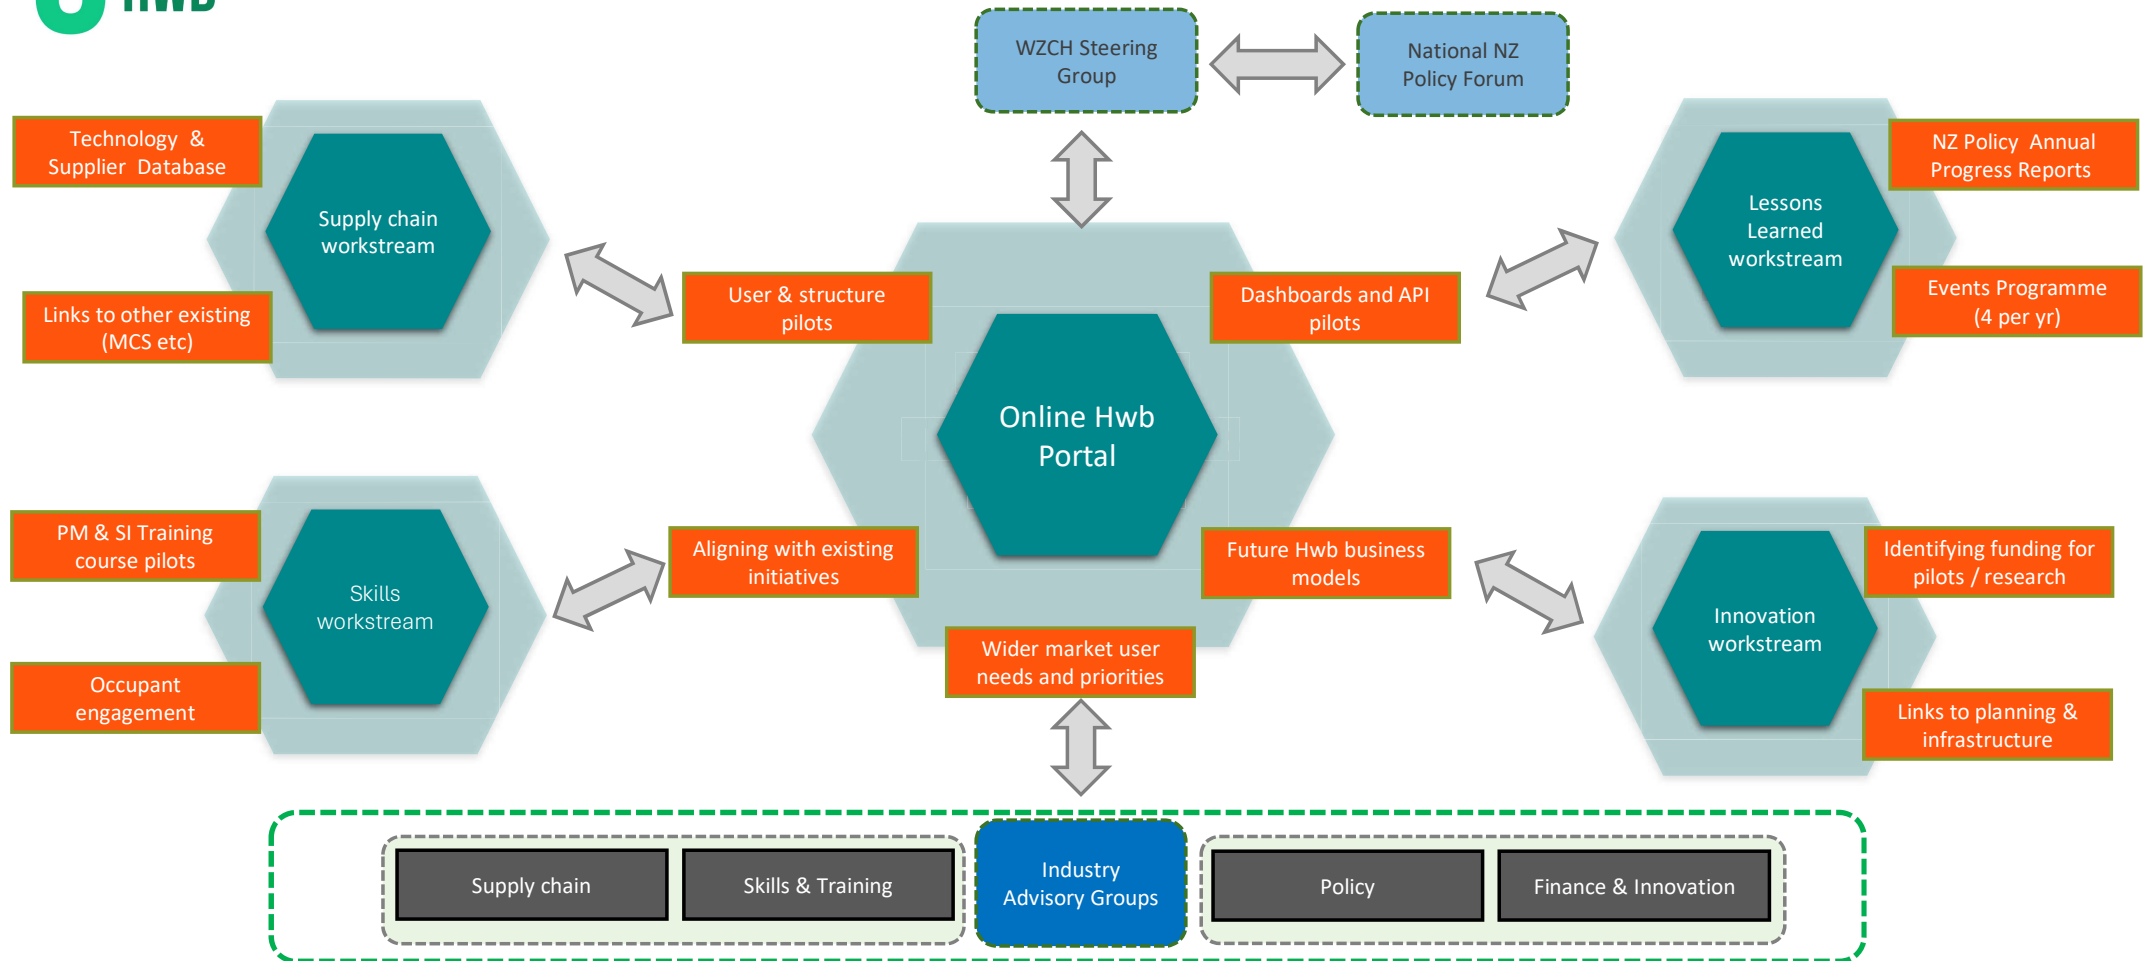 HWB
WZCH Steering
Group
National NZ
Policy Forum
Technology & 
Supplier Database
Supply chain
workstream
Links to other existing
(MCS etc)
NZ Policy Annual
Progress Reports
Lessons
Learned
workstream
Events Programme
(4 per yr)
User & structure
pilots
Dashboards and API
pilots
Online Hwb
Portal
PM & SI Training
course pilots
Skills
workstream
Occupant
engagement
Aligning with existing
initiatives
Future Hwb business
models
Wider market user
needs and priorities
Identifying funding for
pilots / research
Innovation
workstream
Links to planning &
infrastructure
Supply chain
Skills & Training
Industry
Advisory Groups
Policy
Finance & Innovation